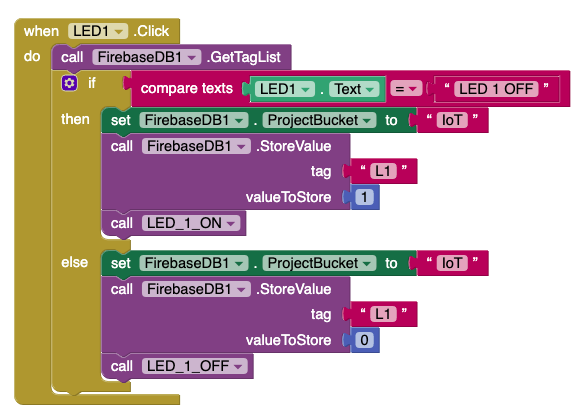 when LED1 .Click
do call FirebaseDB1 .GetTagList
if compare texts LED1 . Text = " LED 1 OFF "
then set FirebaseDB1 . ProjectBucket to " IoT "
call FirebaseDB1 .StoreValue
tag " L1 "
valueToStore 1
call LED_1_ON
else set FirebaseDB1 . ProjectBucket to " IoT "
call FirebaseDB1 .StoreValue
tag " L1 "
valueToStore 0
call LED_1_OFF